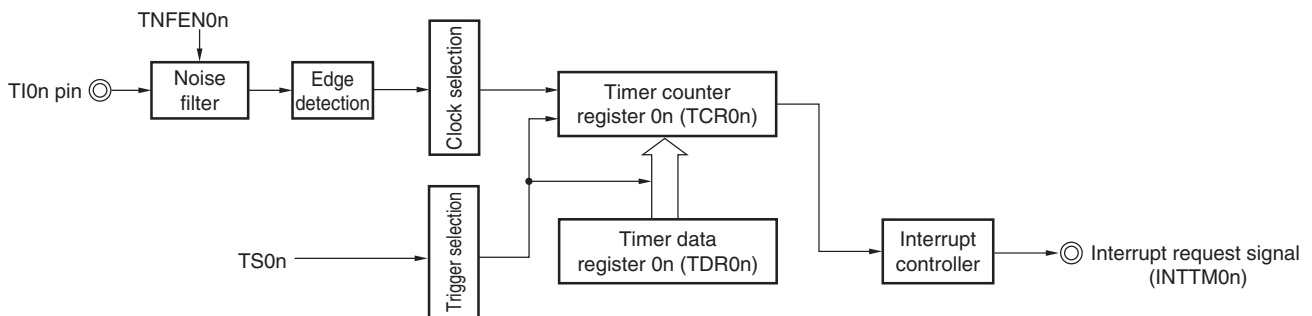 TNFEN0n
TI0n pin
Noise
filter
Edge
detection
Clock selection
Timer counter
register 0n (TCR0n)
TS0n
Trigger selection
Timer data
register 0n (TDR0n)
Interrupt
controller
Interrupt request signal
(INTTM0n)